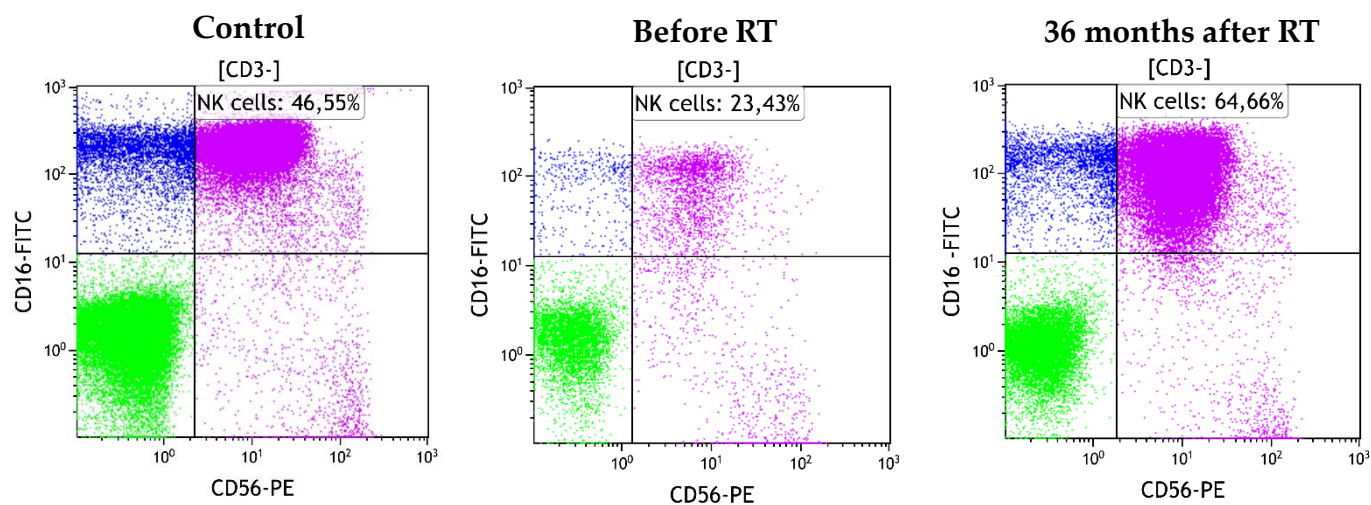 Control
[CD3-]
NK cells: 46,55%
10³
10²
10¹
10⁰
CD16-FITC
10⁰ 10¹ 10² 10³
CD56-PE
Before RT
[CD3-]
NK cells: 23,43%
10³
10²
10¹
10⁰
CD16-FITC
10⁰ 10¹ 10² 10³
CD56-PE
36 months after RT
[CD3-]
NK cells: 64,66%
10³
10²
10¹
10⁰
CD16 -FITC
10⁰ 10¹ 10² 10³
CD56-PE